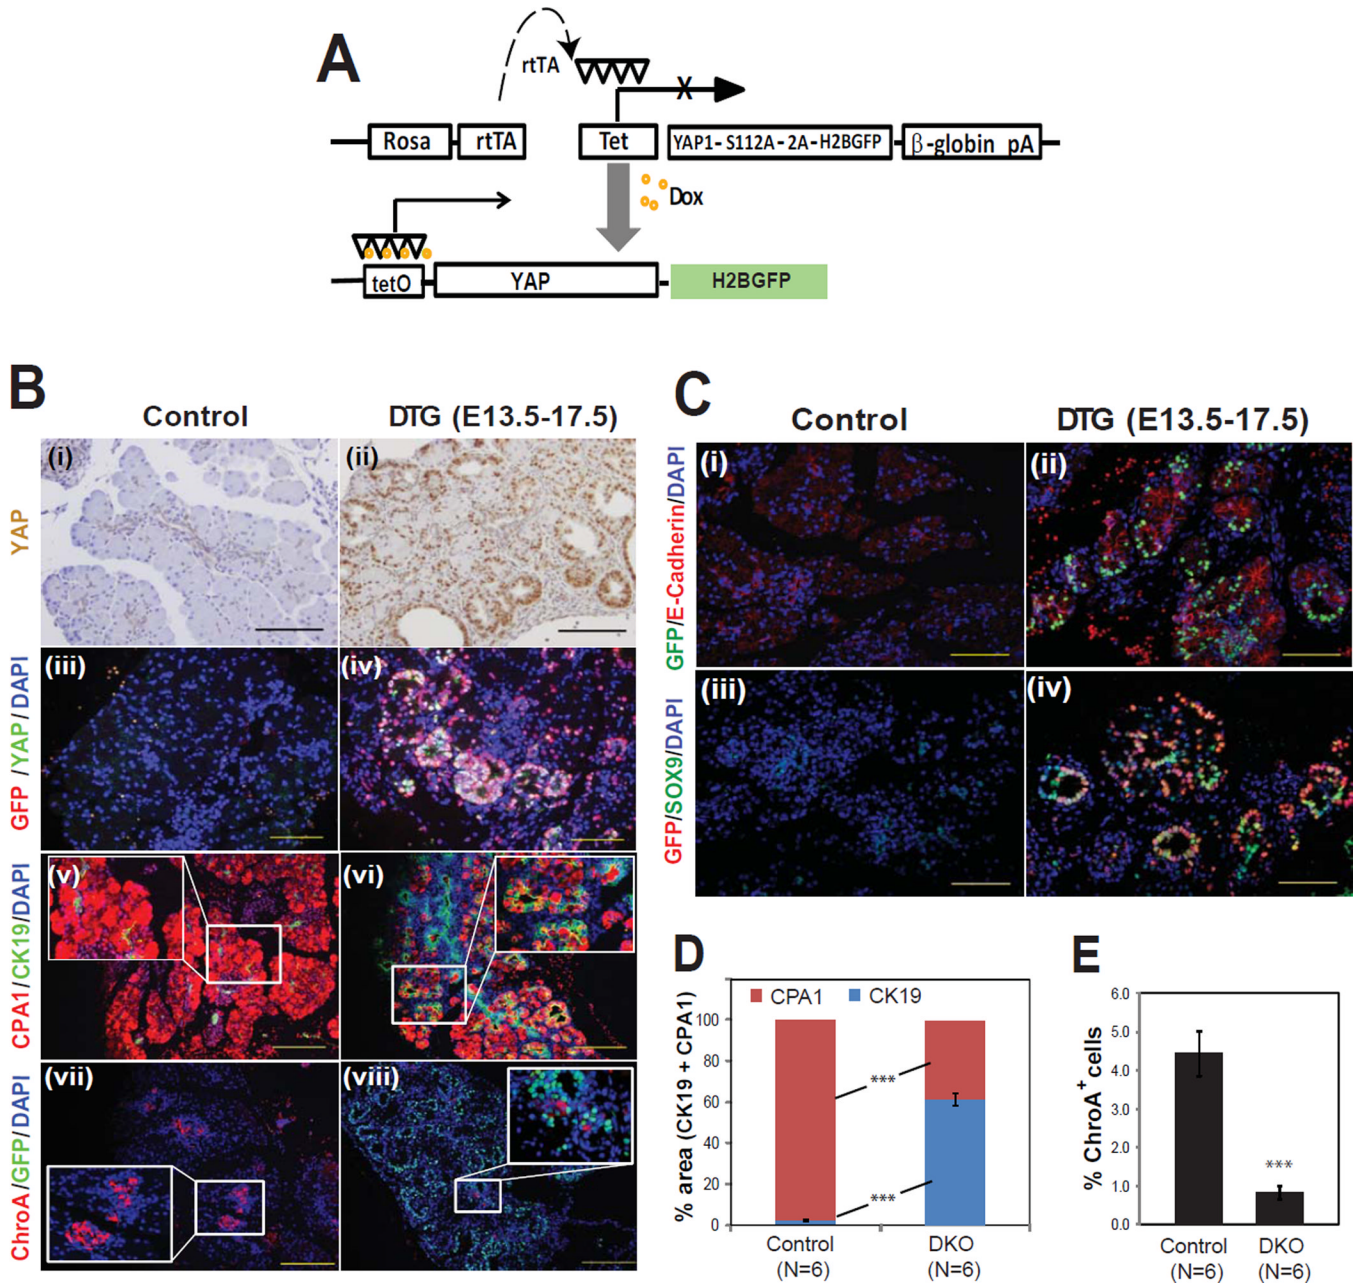 A
rtTA
X
Rosa
rtTA
Tet
YAP1-S112A-2A-H2BGFP
β-globin pA
Dox
tetO
YAP
H2BGFP
B
Control
DTG (E13.5-17.5)
YAP
(i)
(ii)
GFP/YAP/DAPI
(iii)
(iv)
CPA1/CK19/DAPI
(v)
(vi)
ChroA/GFP/DAPI
(vii)
(viii)
C
Control
DTG (E13.5-17.5)
GFP/E-Cadherin/DAPI
(i)
(ii)
GFP/SOX9/DAPI
(iii)
(iv)
D
% area (CK19 + CPA1)
CPA1
CK19
100
80
60
40
20
0
***
***
Control
(N=6)
DKO
(N=6)
E
% ChroA+ cells
6.0
5.0
4.0
3.0
2.0
1.0
0.0
***
Control
(N=6)
DKO
(N=6)